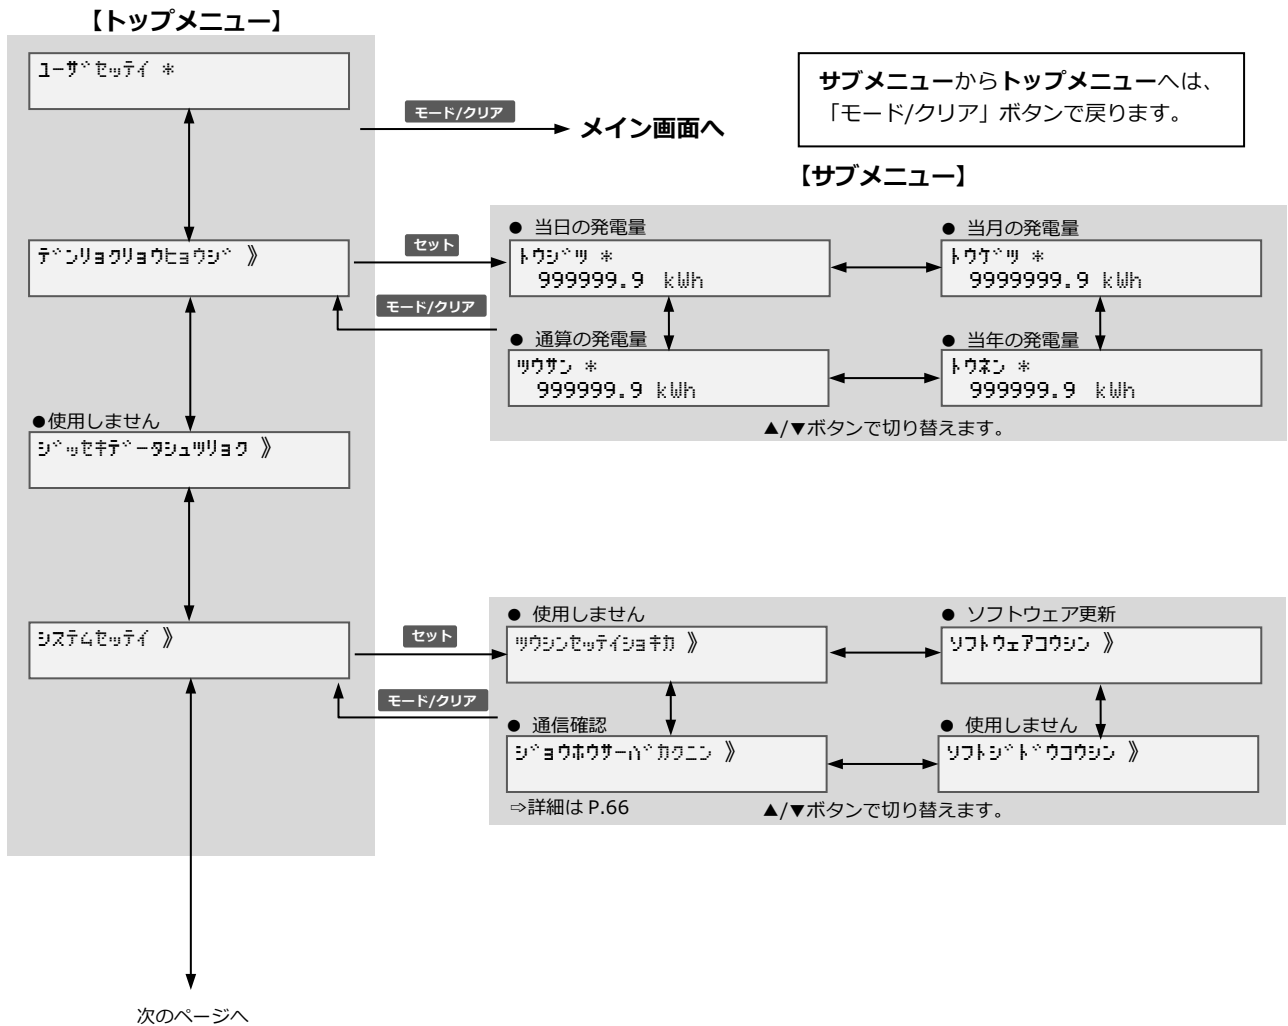 【トップメニュー】
ユーザ゛セッテイ ＊
モード/クリア
メイン画面へ
サブメニューからトップメニューへは、
「モード/クリア」ボタンで戻ります。
【サブメニュー】
デ゛ンリョクリョウヒョウジ゛ 》
セット
モード/クリア
● 当日の発電量
トウジ゛ツ ＊
999999.9 kWh
● 当月の発電量
トウゲ゛ツ ＊
9999999.9 kWh
● 通算の発電量
ツウサン ＊
999999.9 kWh
● 当年の発電量
トウネン ＊
999999.9 kWh
▲/▼ボタンで切り替えます。
●使用しません
ジ゛ッセキデ゛ータシュツリョク 》
システムセッテイ 》
セット
モード/クリア
● 使用しません
ツウシンセッテイショキカ 》
● ソフトウェア更新
ソフトウェアコウシン 》
● 通信確認
ジ゛ョウホウサーバ゛カクニン 》
● 使用しません
ソフトジ゛ド゛ウコウシン 》
⇨詳細は P.66
▲/▼ボタンで切り替えます。
次のページへ